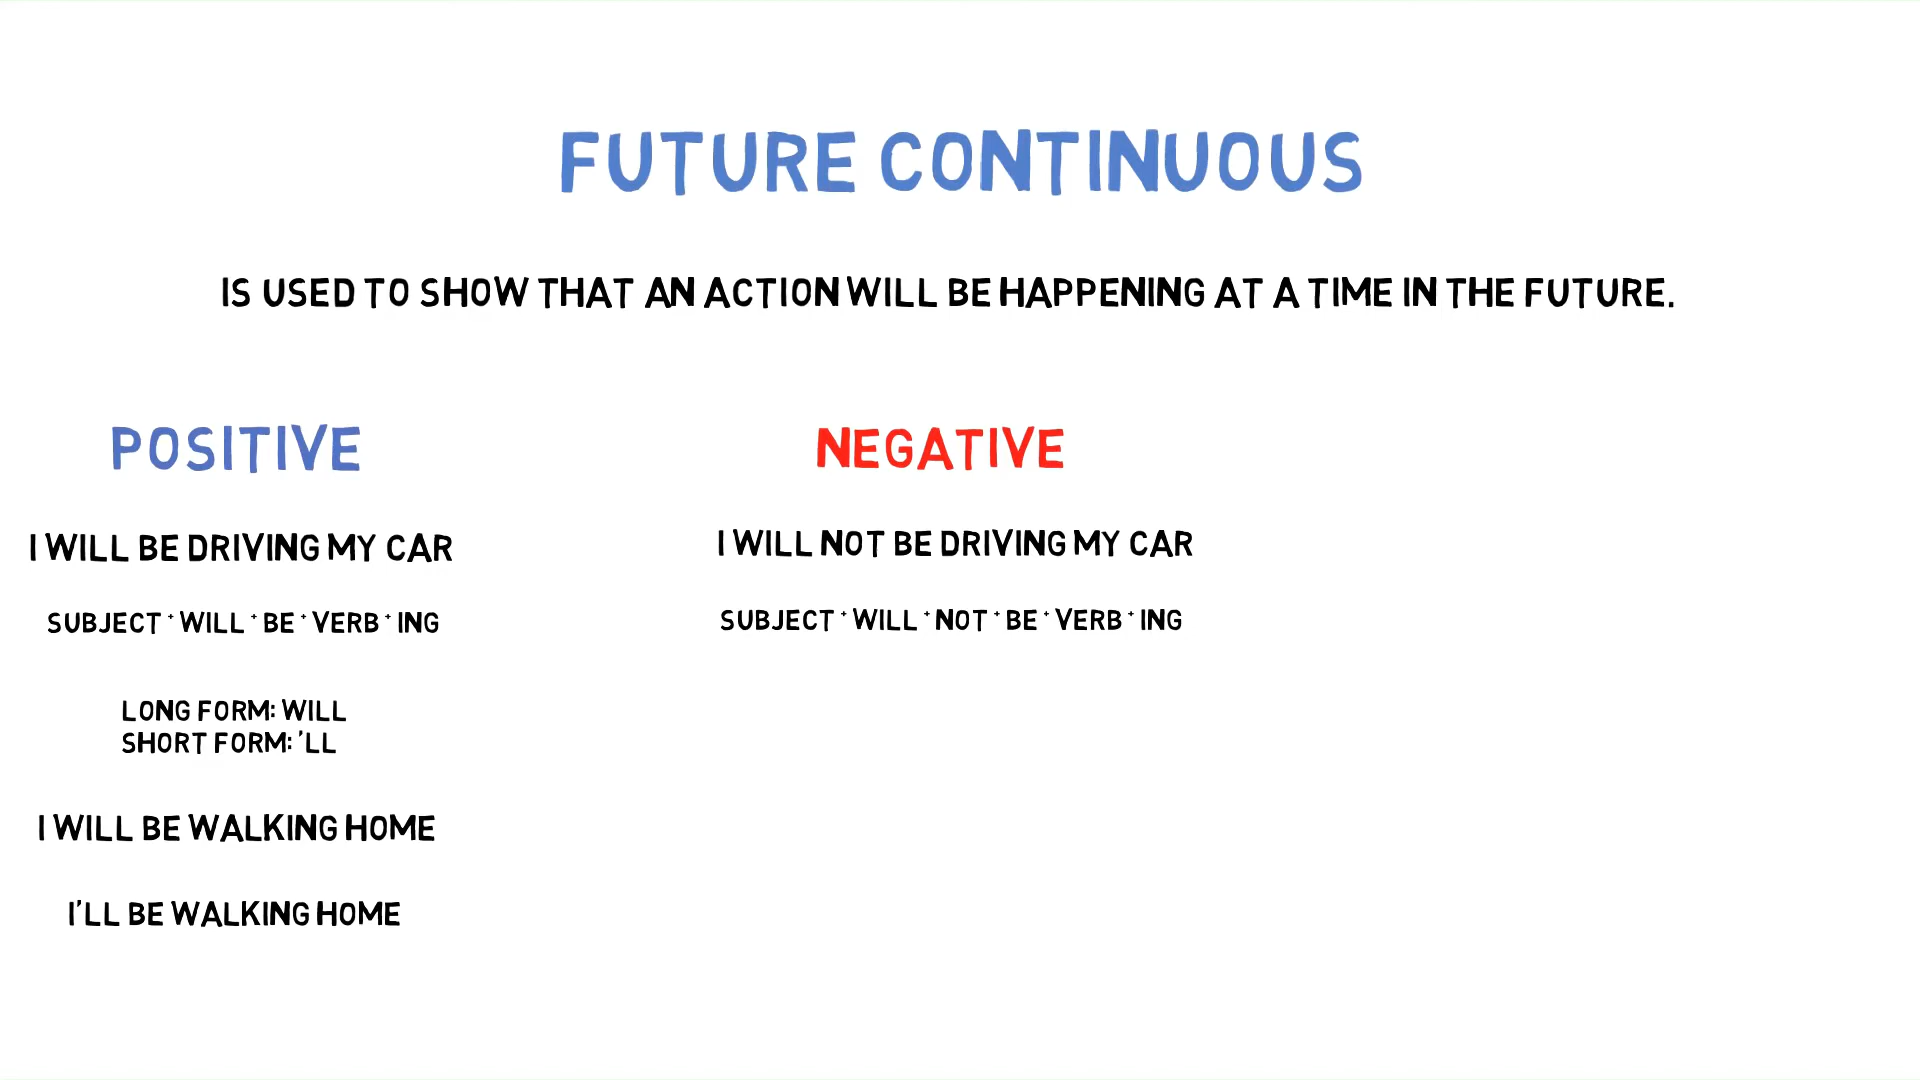 FUTURE CONTINUOUS
IS USED TO SHOW THAT AN ACTION WILL BE HAPPENING AT A TIME IN THE FUTURE.
POSITIVE
I WILL BE DRIVING MY CAR
SUBJECT + WILL + BE + VERB + ING
LONG FORM: WILL
SHORT FORM: 'LL
I WILL BE WALKING HOME
I'LL BE WALKING HOME
NEGATIVE
I WILL NOT BE DRIVING MY CAR
SUBJECT + WILL + NOT + BE + VERB + ING